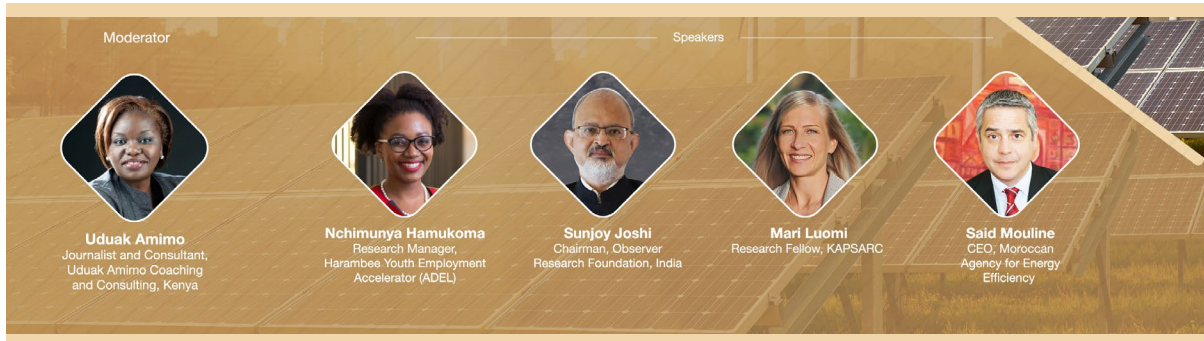 Moderator
Speakers
Uduak Amimo
Journalist and Consultant,
Uduak Amimo Coaching
and Consulting, Kenya
Nchimunya Hamukoma
Research Manager,
Harambee Youth Employment
Accelerator (ADEL)
Sunjoy Joshi
Chairman, Observer
Research Foundation, India
Mari Luomi
Research Fellow, KAPSARC
Said Mouline
CEO, Moroccan
Agency for Energy
Efficiency